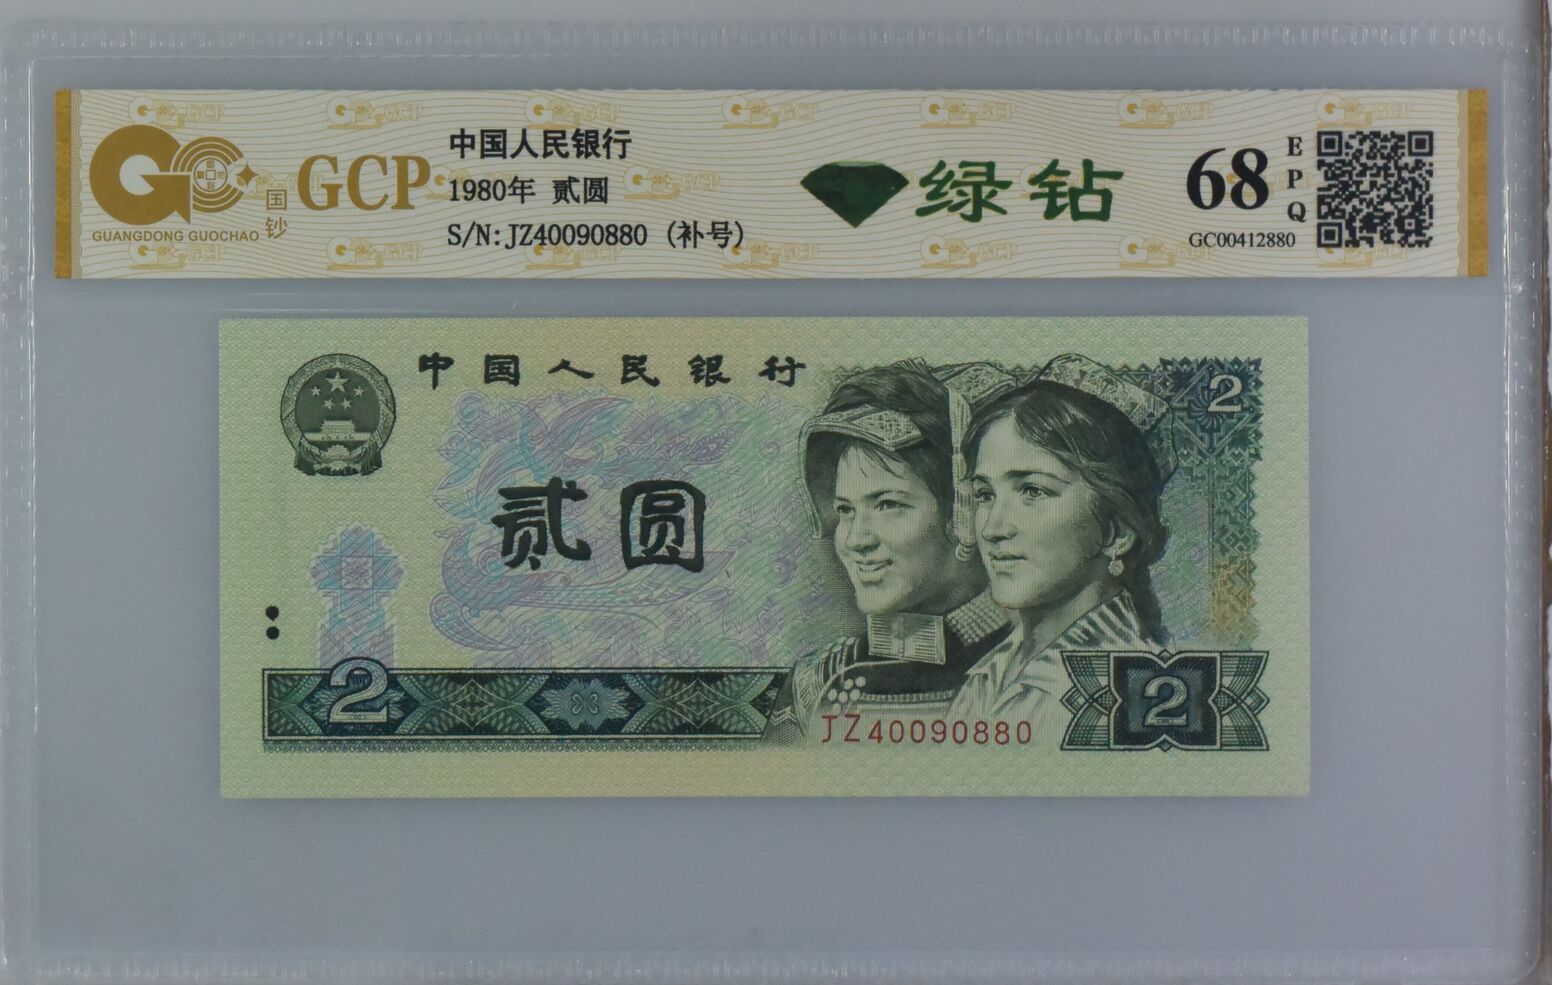 GCP
国钞
GUANGDONG GUOCHAO
中国人民银行
1980年 贰圆
S/N: JZ40090880 (补号)
绿钻
68
EPQ
GC00412880
中国人民银行
2
贰圆
2
JZ40090880
2